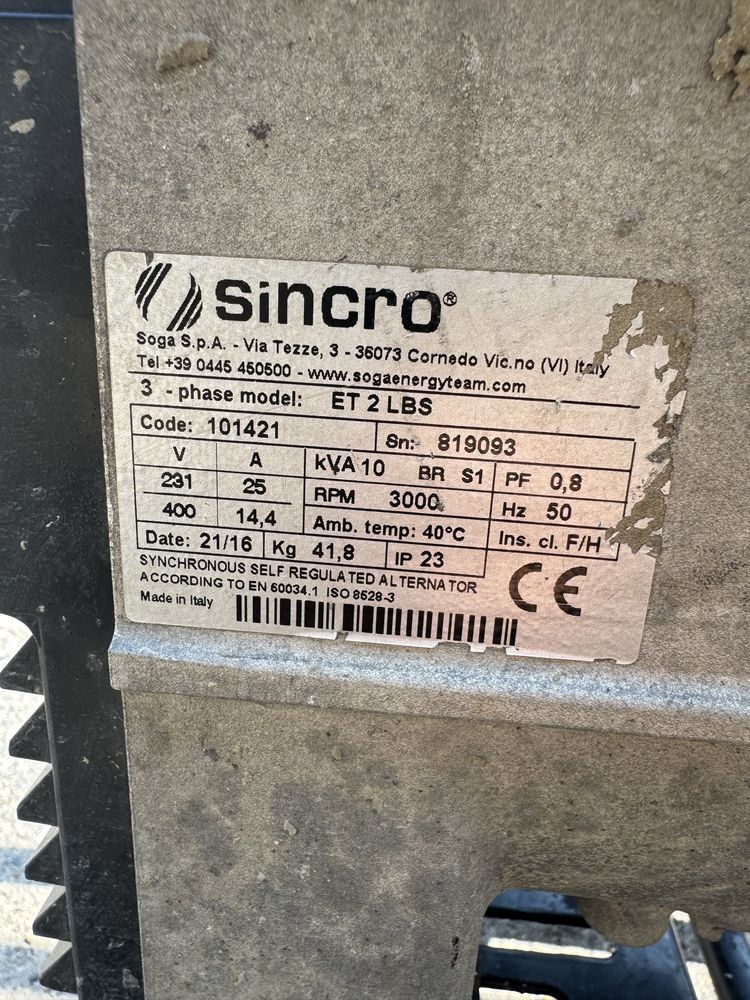 sincro®
Soga S.p.A. - Via Tezze, 3 - 36073 Cornedo Vic.no (VI) Italy
Tel +39 0445 450500 - www.sogaenergyteam.com
3 - phase model: ET 2 LBS
Code: 101421 Sn: 819093
V A kVA 10 BR S1 PF 0,8
231 25 RPM 3000 Hz 50
400 14,4 Amb. temp: 40°C Ins. cl. F/H
Date: 21/16 Kg 41,8 IP 23
SYNCHRONOUS SELF REGULATED ALTERNATOR
ACCORDING TO EN 60034.1 ISO 8528-3
CE
Made in Italy